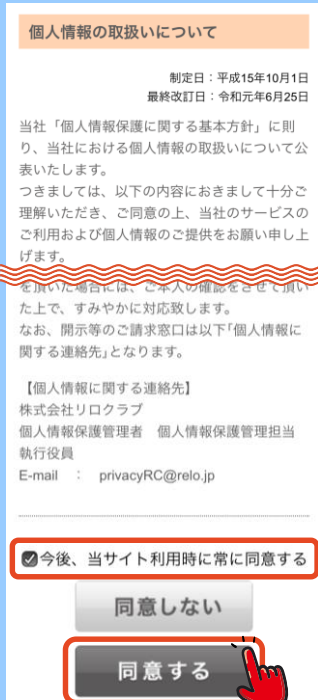 個人情報の取扱いについて
制定日：平成15年10月1日
最終改訂日：令和元年6月25日
当社「個人情報保護に関する基本方針」に則
り、当社における個人情報の取扱いについて公
表いたします。
つきましては、以下の内容におきまして十分ご
理解いただき、ご同意の上、当社のサービスの
ご利用および個人情報のご提供をお願い申し上
げます。
を頂いた場合には、ご本人の確認をさせて頂い
た上で、すみやかに対応致します。
なお、開示等のご請求窓口は以下「個人情報に
関する連絡先」となります。
【個人情報に関する連絡先】
株式会社リロクラブ
個人情報保護管理者　個人情報保護管理担当
執行役員
E-mail　：　privacyRC@relo.jp
今後、当サイト利用時に常に同意する
同意しない
同意する